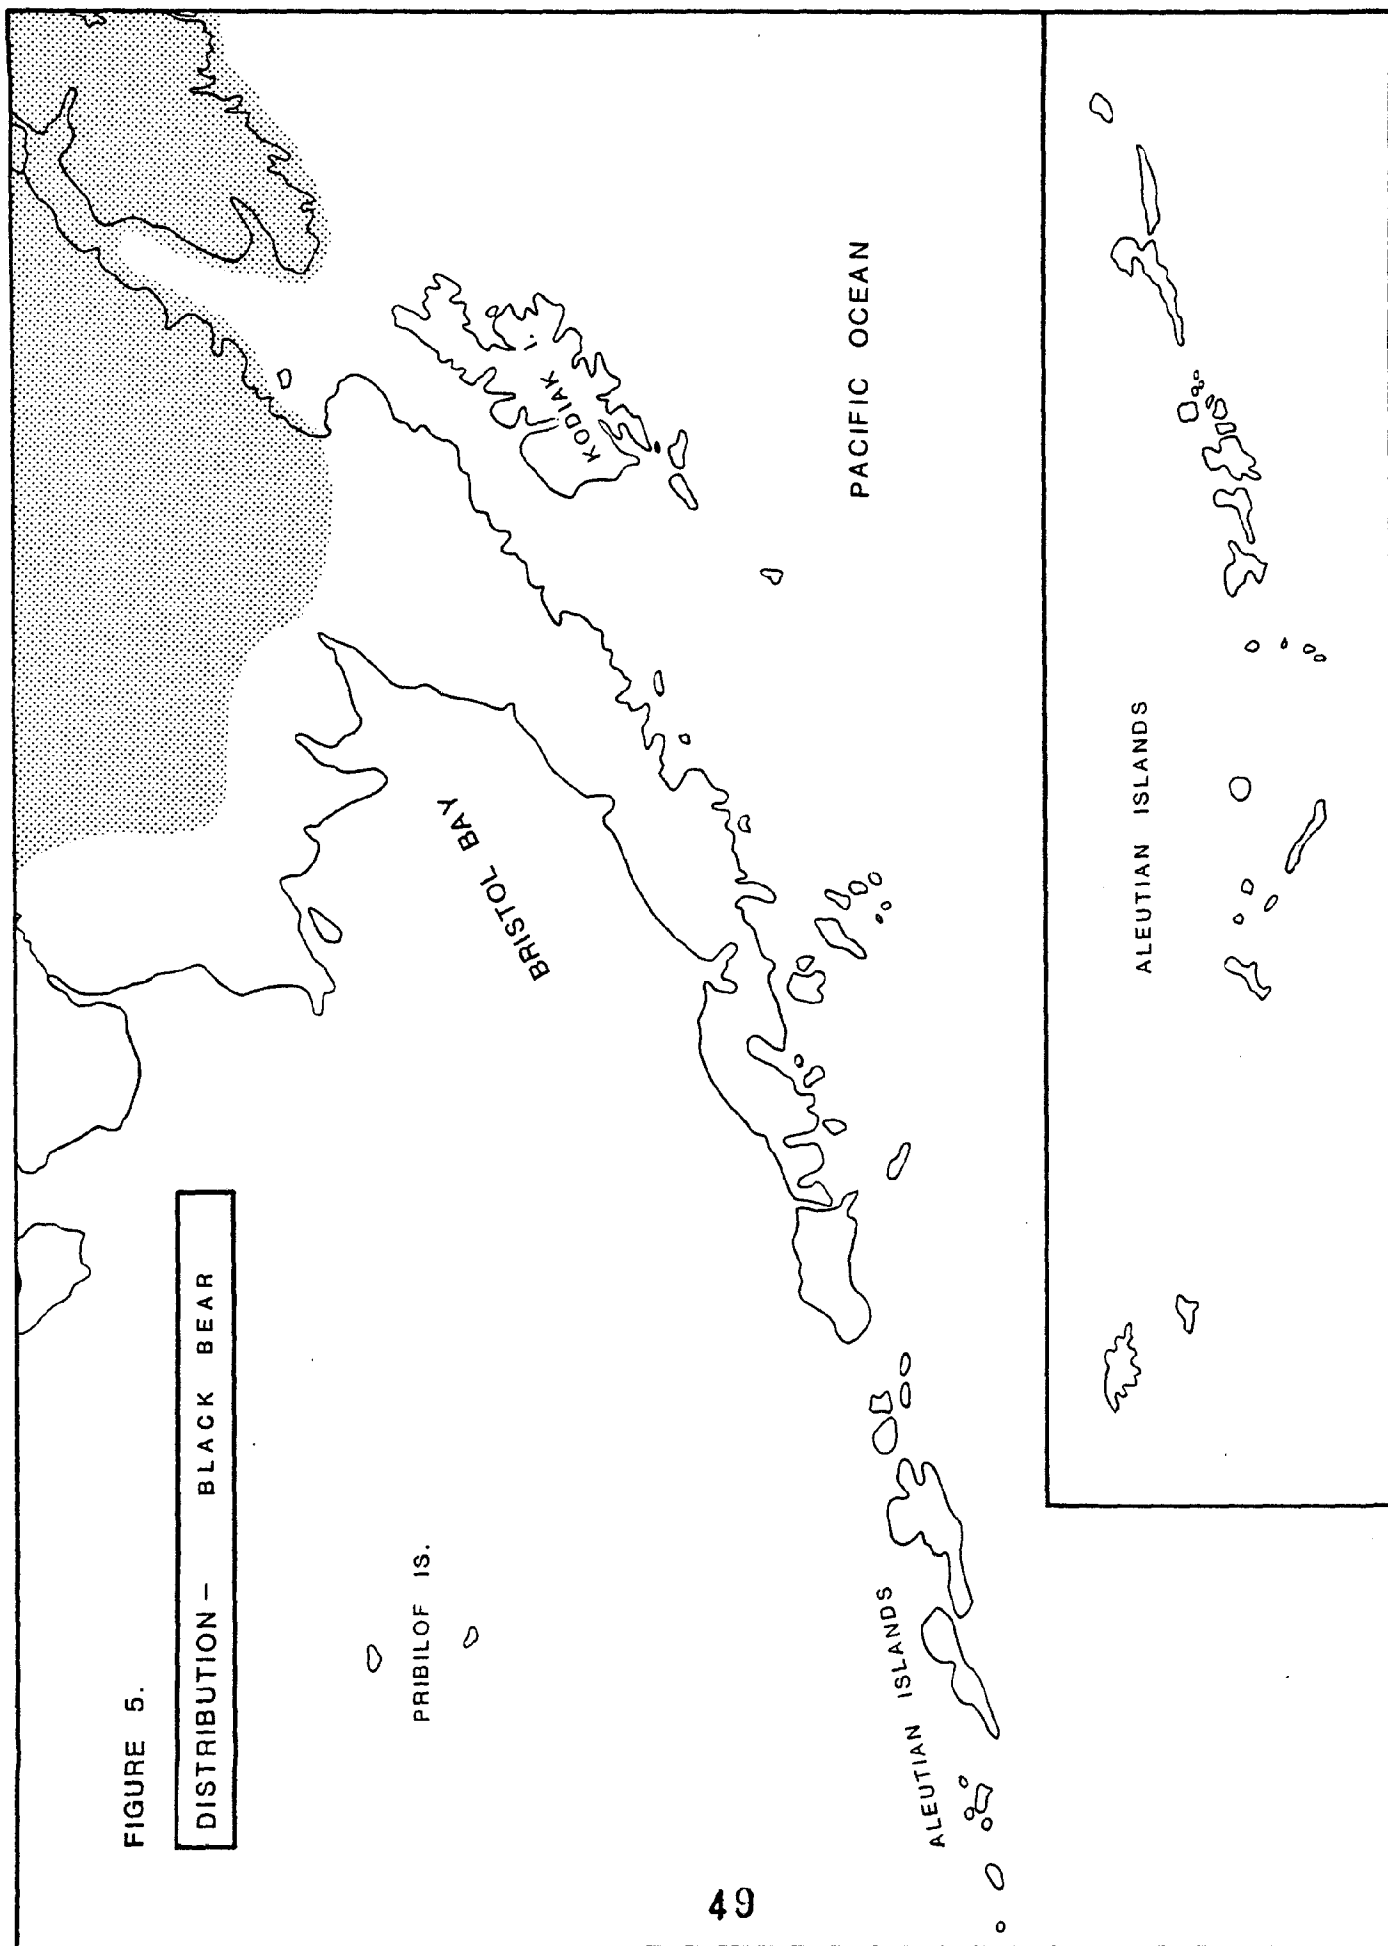 FIGURE 5.
DISTRIBUTION – BLACK BEAR
PRIBILOF IS.
BRISTOL BAY
KODIAK I.
PACIFIC OCEAN
ALEUTIAN ISLANDS
ALEUTIAN ISLANDS
49